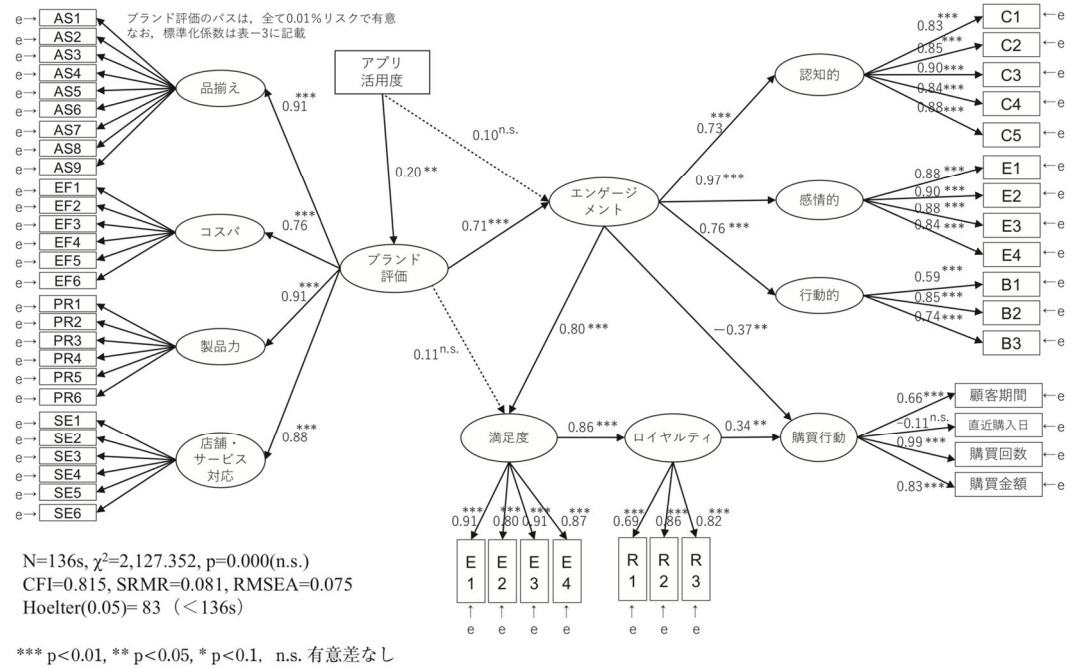 ブランド評価のパスは，全て0.01％リスクで有意
なお，標準化係数は表ー3に記載
e→ AS1
e→ AS2
e→ AS3
e→ AS4
e→ AS5
e→ AS6
e→ AS7
e→ AS8
e→ AS9
品揃え
0.91***
e→ EF1
e→ EF2
e→ EF3
e→ EF4
e→ EF5
e→ EF6
コスパ
0.76***
e→ PR1
e→ PR2
e→ PR3
e→ PR4
e→ PR5
e→ PR6
製品力
0.91***
e→ SE1
e→ SE2
e→ SE3
e→ SE4
e→ SE5
e→ SE6
店舗・
サービス
対応
0.88***
アプリ
活用度
0.10n.s.
0.20**
ブランド
評価
0.71***
0.11n.s.
エンゲージ
メント
0.73***
0.97***
0.76***
0.80***
－0.37**
認知的
0.83***
0.85***
0.90***
0.84***
0.88***
C1 ←e
C2 ←e
C3 ←e
C4 ←e
C5 ←e
感情的
0.88***
0.90***
0.88***
0.84***
E1 ←e
E2 ←e
E3 ←e
E4 ←e
行動的
0.59***
0.85***
0.74***
B1 ←e
B2 ←e
B3 ←e
満足度
0.86***
ロイヤルティ
0.34**
購買行動
0.66***
-0.11n.s.
0.99***
0.83***
顧客期間 ←e
直近購入日 ←e
購買回数 ←e
購買金額 ←e
0.91***
0.80***
0.91***
0.87***
E1
E2
E3
E4
↑ ↑ ↑ ↑
e e e e
0.69***
0.86***
0.82***
R1
R2
R3
↑ ↑ ↑
e e e
N=136s, χ²=2,127.352, p=0.000(n.s.)
CFI=0.815, SRMR=0.081, RMSEA=0.075
Hoelter(0.05)= 83（＜136s）
*** p<0.01, ** p<0.05, * p<0.1, n.s. 有意差なし